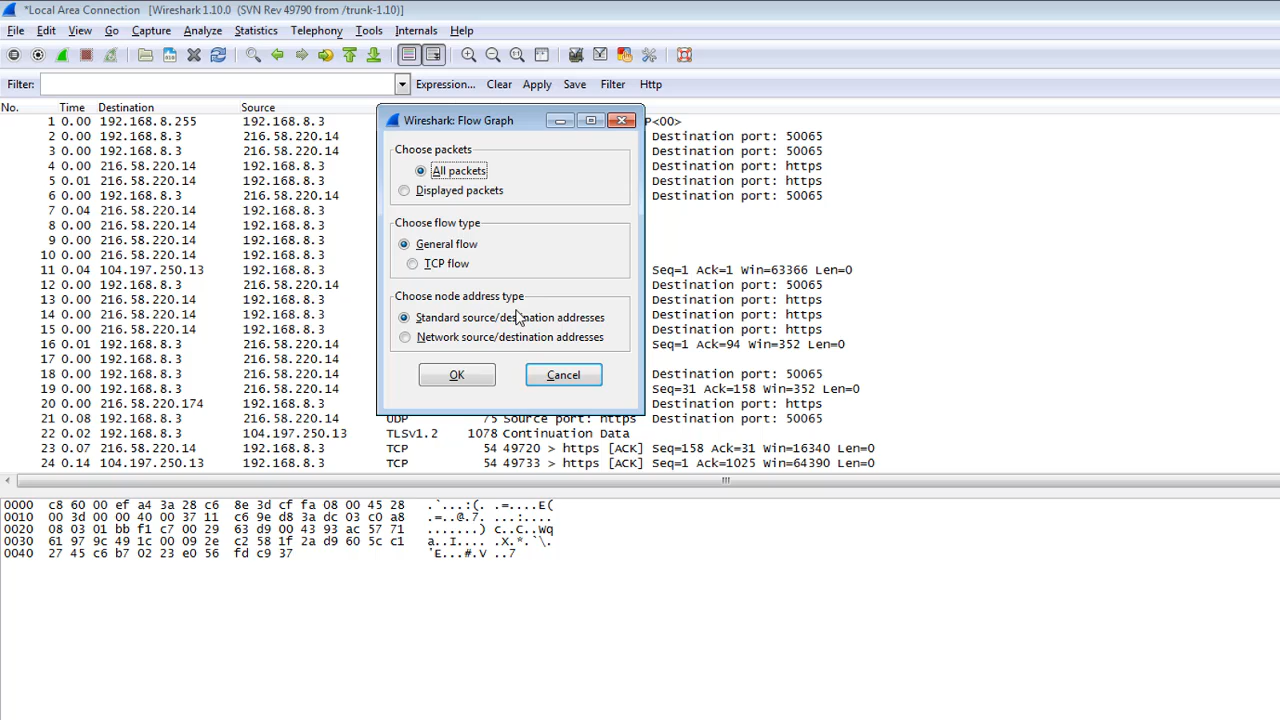 *Local Area Connection [Wireshark 1.10.0 (SVN Rev 49790 from /trunk-1.10)]
File Edit View Go Capture Analyze Statistics Telephony Tools Internals Help
Filter: Expression... Clear Apply Save Filter Http
No. Time Destination Source
1 0.00 192.168.8.255 192.168.8.3 P<00>
2 0.00 192.168.8.3 216.58.220.14 Destination port: 50065
3 0.00 192.168.8.3 216.58.220.14 Destination port: 50065
4 0.00 216.58.220.14 192.168.8.3 Destination port: https
5 0.01 216.58.220.14 192.168.8.3 Destination port: https
6 0.00 192.168.8.3 216.58.220.14 Destination port: 50065
7 0.04 216.58.220.14 192.168.8.3
8 0.00 216.58.220.14 192.168.8.3
9 0.00 216.58.220.14 192.168.8.3
10 0.00 216.58.220.14 192.168.8.3
11 0.04 104.197.250.13 192.168.8.3 Seq=1 Ack=1 Win=63366 Len=0
12 0.00 192.168.8.3 216.58.220.14 Destination port: 50065
13 0.00 216.58.220.14 192.168.8.3 Destination port: https
14 0.00 216.58.220.14 192.168.8.3 Destination port: https
15 0.00 216.58.220.14 192.168.8.3 Destination port: https
16 0.01 192.168.8.3 216.58.220.14 Seq=1 Ack=94 Win=352 Len=0
17 0.00 192.168.8.3 216.58.220.14
18 0.00 192.168.8.3 216.58.220.14 Destination port: 50065
19 0.00 192.168.8.3 216.58.220.14 Seq=31 Ack=158 Win=352 Len=0
20 0.00 216.58.220.174 192.168.8.3 Destination port: https
21 0.08 192.168.8.3 216.58.220.14 UDP 75 Source port: https Destination port: 50065
22 0.02 192.168.8.3 104.197.250.13 TLSv1.2 1078 Continuation Data
23 0.07 216.58.220.14 192.168.8.3 TCP 54 49720 > https [ACK] Seq=158 Ack=31 Win=16340 Len=0
24 0.14 104.197.250.13 192.168.8.3 TCP 54 49733 > https [ACK] Seq=1 Ack=1025 Win=64390 Len=0
Wireshark: Flow Graph
Choose packets
All packets
Displayed packets
Choose flow type
General flow
TCP flow
Choose node address type
Standard source/destination addresses
Network source/destination addresses
OK Cancel
0000 c8 60 00 ef a4 3a 28 c6 8e 3d cf fa 08 00 45 28 .`...:(. .=....E(
0010 00 3d 00 00 40 00 37 11 c6 9e d8 3a dc 03 c0 a8 .=..@.7. ...:....
0020 08 03 01 bb f1 c7 00 29 63 d9 00 43 93 ac 57 71 .......) c..C..Wq
0030 61 97 9c 49 1c 00 09 2e c2 58 1f 2a d9 60 5c c1 a..I.... .X.*.`\.
0040 27 45 c6 b7 02 23 e0 56 fd c9 37 'E...#.V ..7